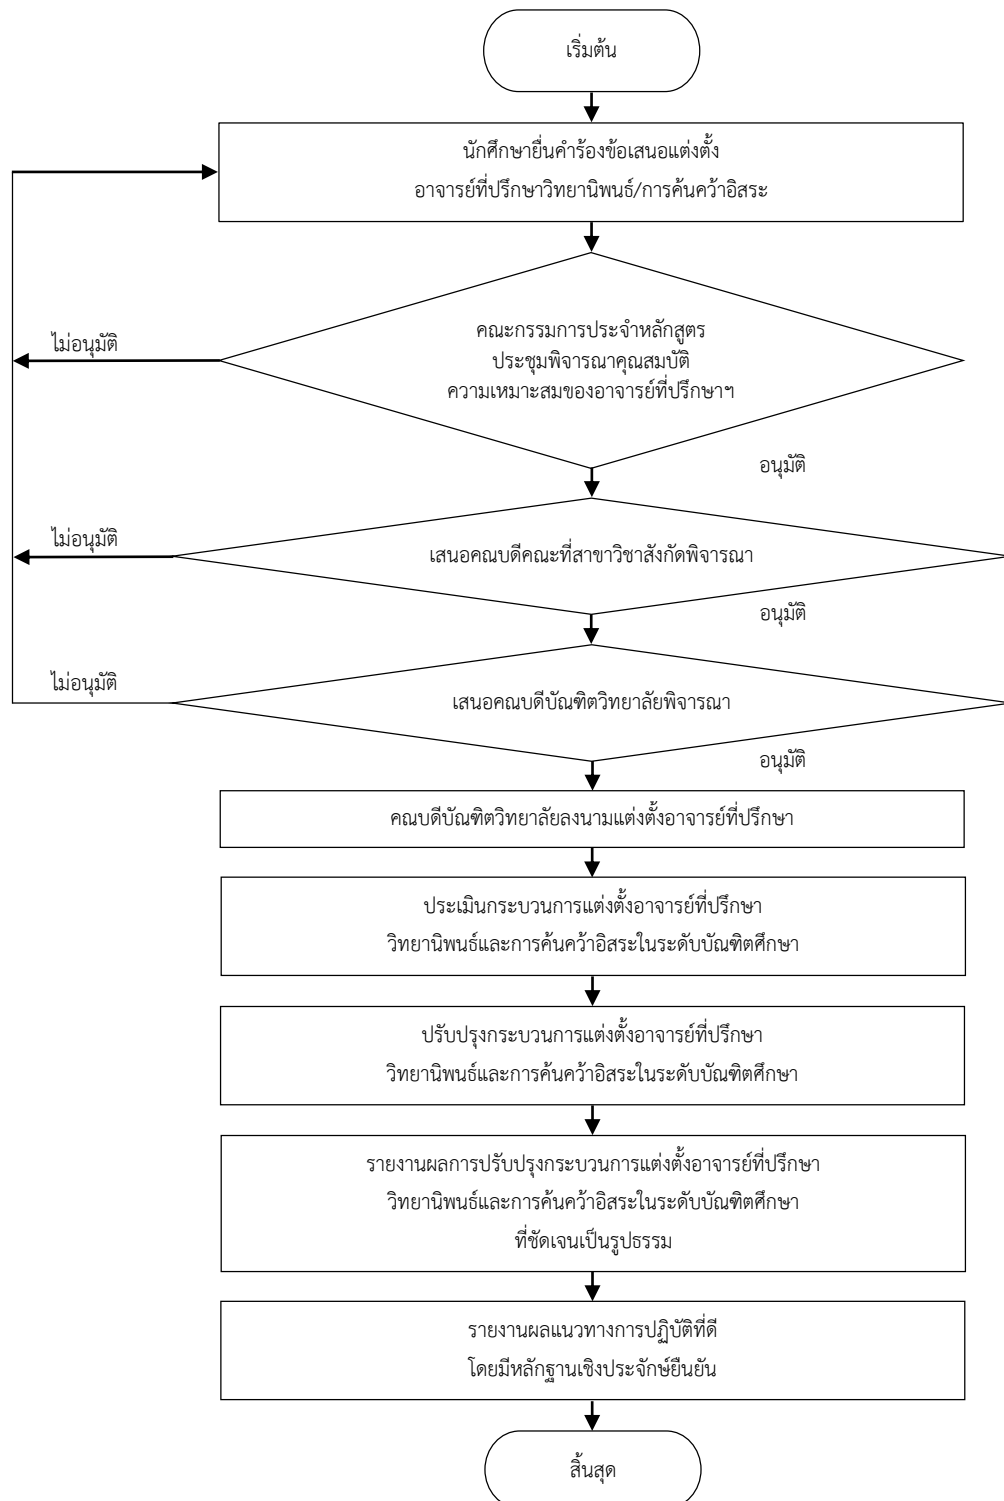 เริ่มต้น
นักศึกษายื่นคำร้องข้อเสนอแต่งตั้ง
อาจารย์ที่ปรึกษาวิทยานิพนธ์/การค้นคว้าอิสระ
คณะกรรมการประจำหลักสูตร
ประชุมพิจารณาคุณสมบัติ
ความเหมาะสมของอาจารย์ที่ปรึกษาฯ
ไม่อนุมัติ
อนุมัติ
เสนอคณบดีคณะที่สาขาวิชาสังกัดพิจารณา
ไม่อนุมัติ
อนุมัติ
เสนอคณบดีบัณฑิตวิทยาลัยพิจารณา
ไม่อนุมัติ
อนุมัติ
คณบดีบัณฑิตวิทยาลัยลงนามแต่งตั้งอาจารย์ที่ปรึกษา
ประเมินกระบวนการแต่งตั้งอาจารย์ที่ปรึกษา
วิทยานิพนธ์และการค้นคว้าอิสระในระดับบัณฑิตศึกษา
ปรับปรุงกระบวนการแต่งตั้งอาจารย์ที่ปรึกษา
วิทยานิพนธ์และการค้นคว้าอิสระในระดับบัณฑิตศึกษา
รายงานผลการปรับปรุงกระบวนการแต่งตั้งอาจารย์ที่ปรึกษา
วิทยานิพนธ์และการค้นคว้าอิสระในระดับบัณฑิตศึกษา
ที่ชัดเจนเป็นรูปธรรม
รายงานผลแนวทางการปฏิบัติที่ดี
โดยมีหลักฐานเชิงประจักษ์ยืนยัน
สิ้นสุด